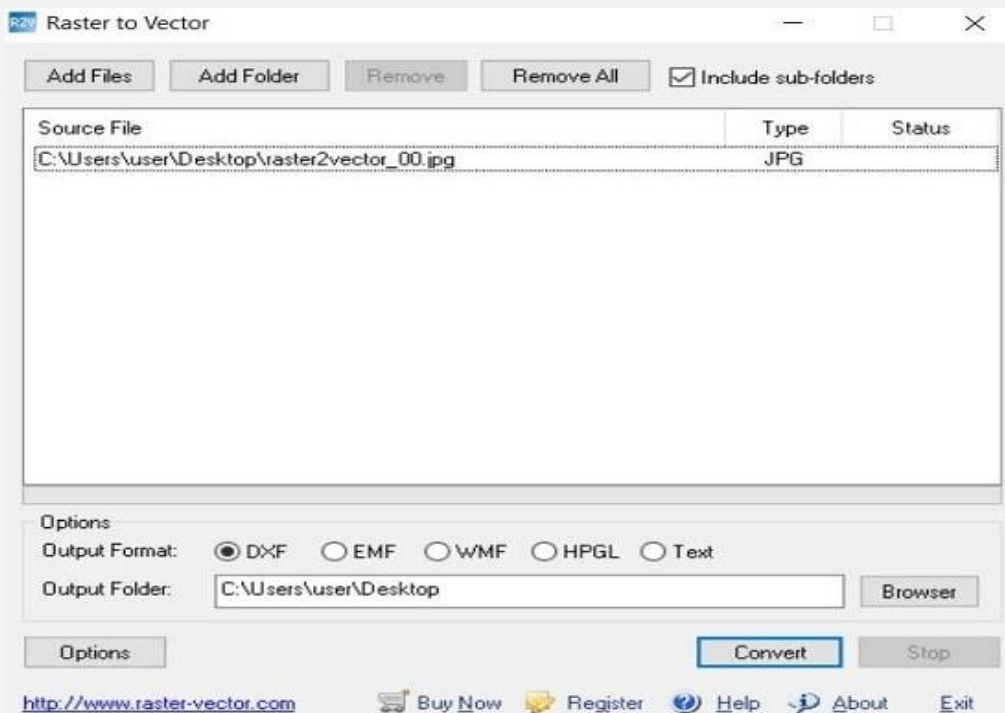 R2V Raster to Vector
Add Files Add Folder Remove Remove All Include sub-folders
Source File Type Status
C:\Users\user\Desktop\raster2vector_00.jpg JPG
Options
Output Format: DXF EMF WMF HPGL Text
Output Folder: C:\Users\user\Desktop Browser
Options Convert Stop
http://www.raster-vector.com Buy Now Register Help About Exit